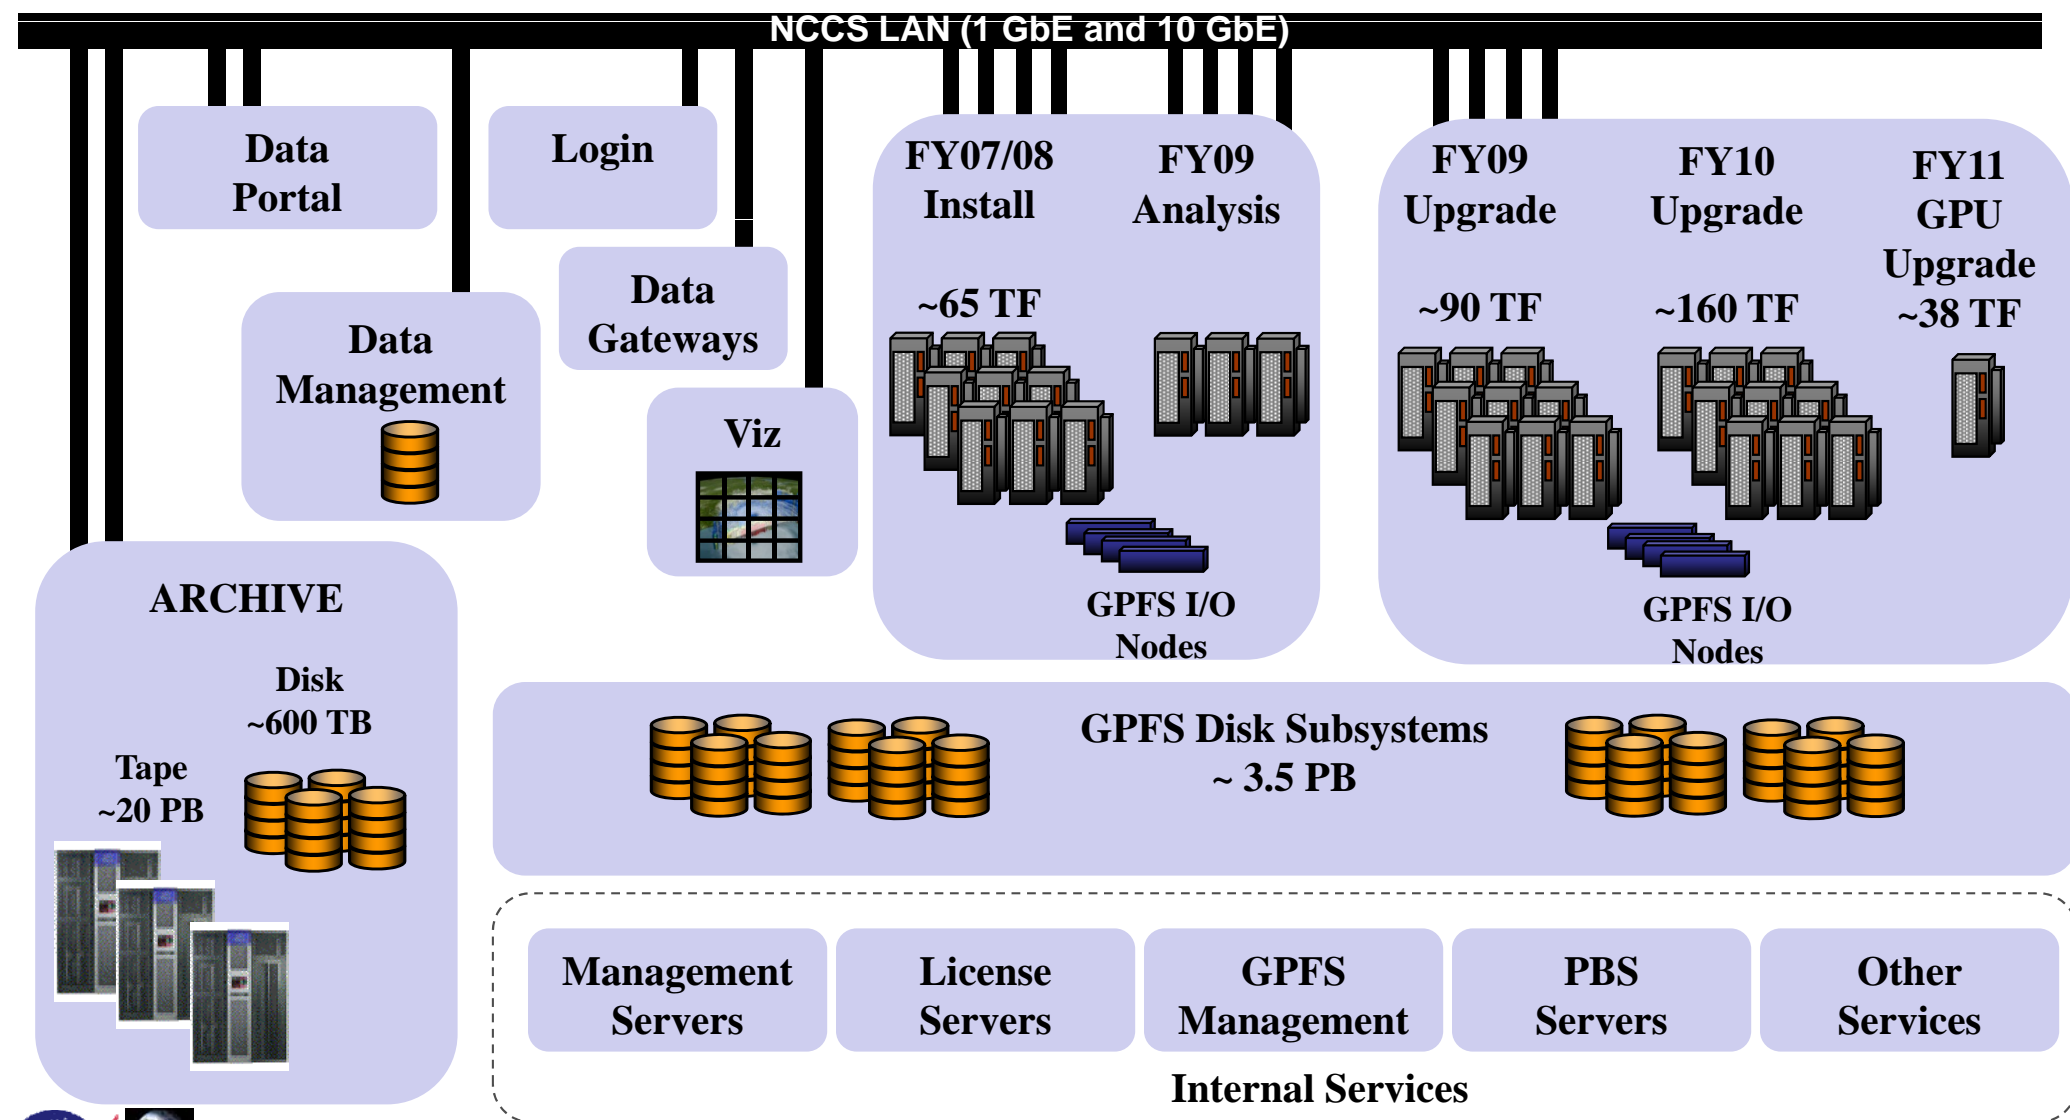 NCCS LAN (1 GbE and 10 GbE)
Data
Portal
Login
Data
Management
Data
Gateways
Viz
FY07/08
Install
~65 TF
FY09
Analysis
GPFS I/O
Nodes
FY09
Upgrade
~90 TF
FY10
Upgrade
~160 TF
FY11
GPU
Upgrade
~38 TF
GPFS I/O
Nodes
ARCHIVE
Disk
~600 TB
Tape
~20 PB
GPFS Disk Subsystems
~ 3.5 PB
Management
Servers
License
Servers
GPFS
Management
PBS
Servers
Other
Services
Internal Services